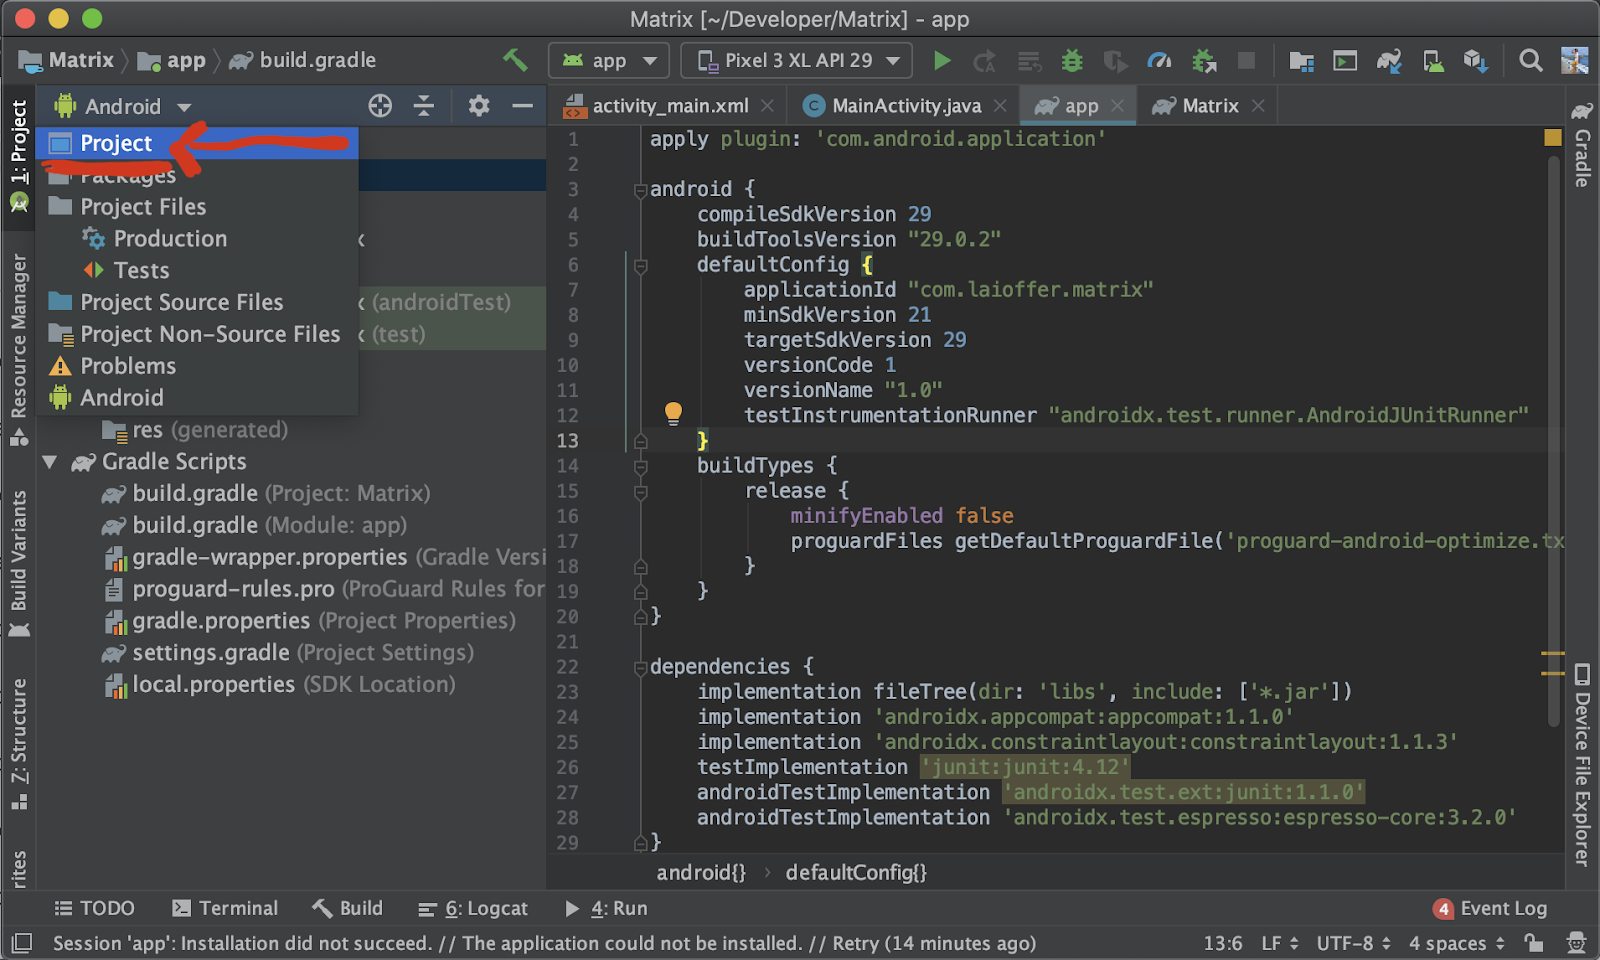 Matrix [~/Developer/Matrix] - app
Matrix app build.gradle app Pixel 3 XL API 29
Android activity_main.xml MainActivity.java app Matrix
1: Project
Resource Manager
Build Variants
Z: Structure
rites
Project
Packages
Project Files
Production
Tests
Project Source Files (androidTest)
Project Non-Source Files (test)
Problems
Android
res (generated)
Gradle Scripts
build.gradle (Project: Matrix)
build.gradle (Module: app)
gradle-wrapper.properties (Gradle Versi
proguard-rules.pro (ProGuard Rules for
gradle.properties (Project Properties)
settings.gradle (Project Settings)
local.properties (SDK Location)
1 apply plugin: 'com.android.application'
2
3 android {
4 compileSdkVersion 29
5 buildToolsVersion "29.0.2"
6 defaultConfig {
7 applicationId "com.laioffer.matrix"
8 minSdkVersion 21
9 targetSdkVersion 29
10 versionCode 1
11 versionName "1.0"
12 testInstrumentationRunner "androidx.test.runner.AndroidJUnitRunner"
13 }
14 buildTypes {
15 release {
16 minifyEnabled false
17 proguardFiles getDefaultProguardFile('proguard-android-optimize.tx
18 }
19 }
20 }
21
22 dependencies {
23 implementation fileTree(dir: 'libs', include: ['*.jar'])
24 implementation 'androidx.appcompat:appcompat:1.1.0'
25 implementation 'androidx.constraintlayout:constraintlayout:1.1.3'
26 testImplementation 'junit:junit:4.12'
27 androidTestImplementation 'androidx.test.ext:junit:1.1.0'
28 androidTestImplementation 'androidx.test.espresso:espresso-core:3.2.0'
29 }
android{} › defaultConfig{}
Gradle
Device File Explorer
TODO Terminal Build 6: Logcat 4: Run 4 Event Log
Session 'app': Installation did not succeed. // The application could not be installed. // Retry (14 minutes ago) 13:6 LF UTF-8 4 spaces